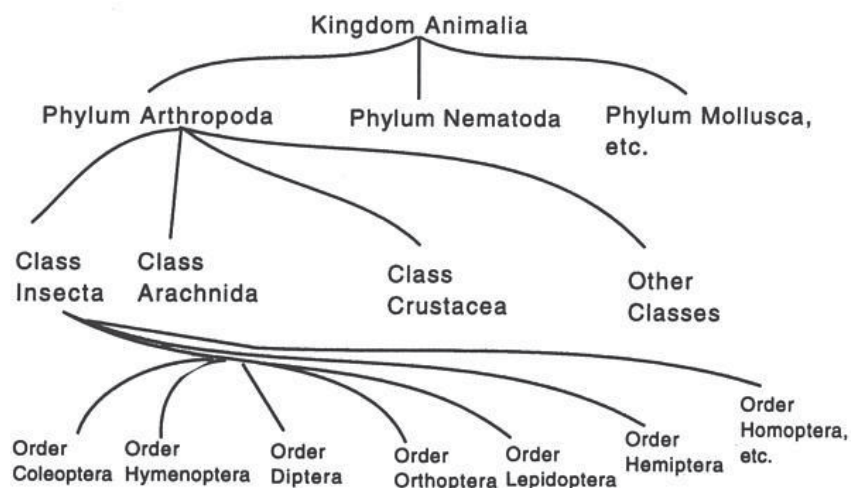 Kingdom Animalia
Phylum Arthropoda
Phylum Nematoda
Phylum Mollusca,
etc.
Class
Insecta
Class
Arachnida
Class
Crustacea
Other
Classes
Order
Coleoptera
Order
Hymenoptera
Order
Diptera
Order
Orthoptera
Order
Lepidoptera
Order
Hemiptera
Order
Homoptera,
etc.